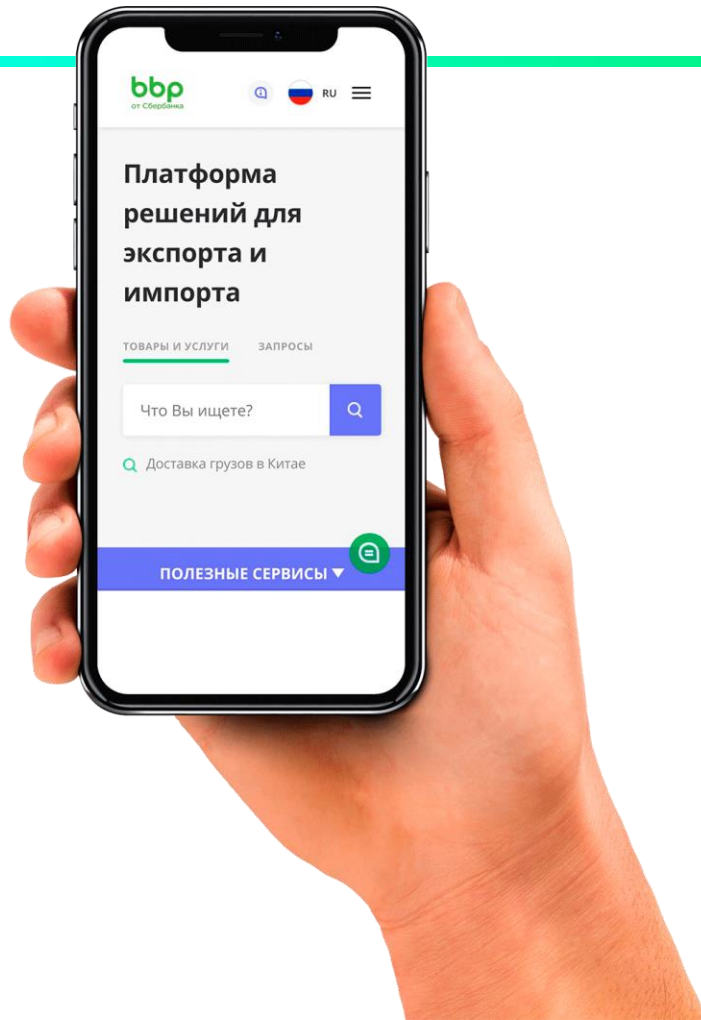 bbp
от Сбербанка
RU
Платформа
решений для
экспорта и
импорта
ТОВАРЫ И УСЛУГИ ЗАПРОСЫ
Что Вы ищете?
Доставка грузов в Китае
ПОЛЕЗНЫЕ СЕРВИСЫ